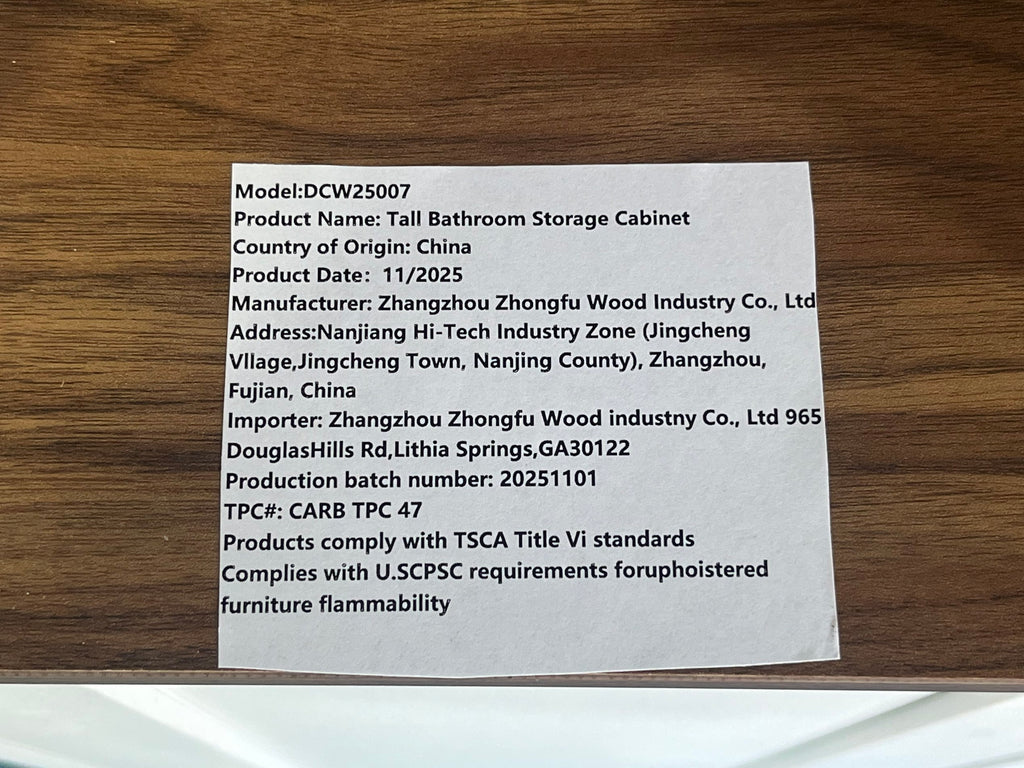 Model:DCW25007
Product Name: Tall Bathroom Storage Cabinet
Country of Origin: China
Product Date: 11/2025
Manufacturer: Zhangzhou Zhongfu Wood Industry Co., Ltd
Address:Nanjiang Hi-Tech Industry Zone (Jingcheng
Vllage,Jingcheng Town, Nanjing County), Zhangzhou,
Fujian, China
Importer: Zhangzhou Zhongfu Wood industny Co., Ltd 965
DouglasHills Rd,Lithia Springs,GA30122
Production batch number: 20251101
TPC#: CARB TPC 47
Products comply with TSCA Title Vi standards
Complies with U.SCPSC requirements foruphoistered
furniture flammability